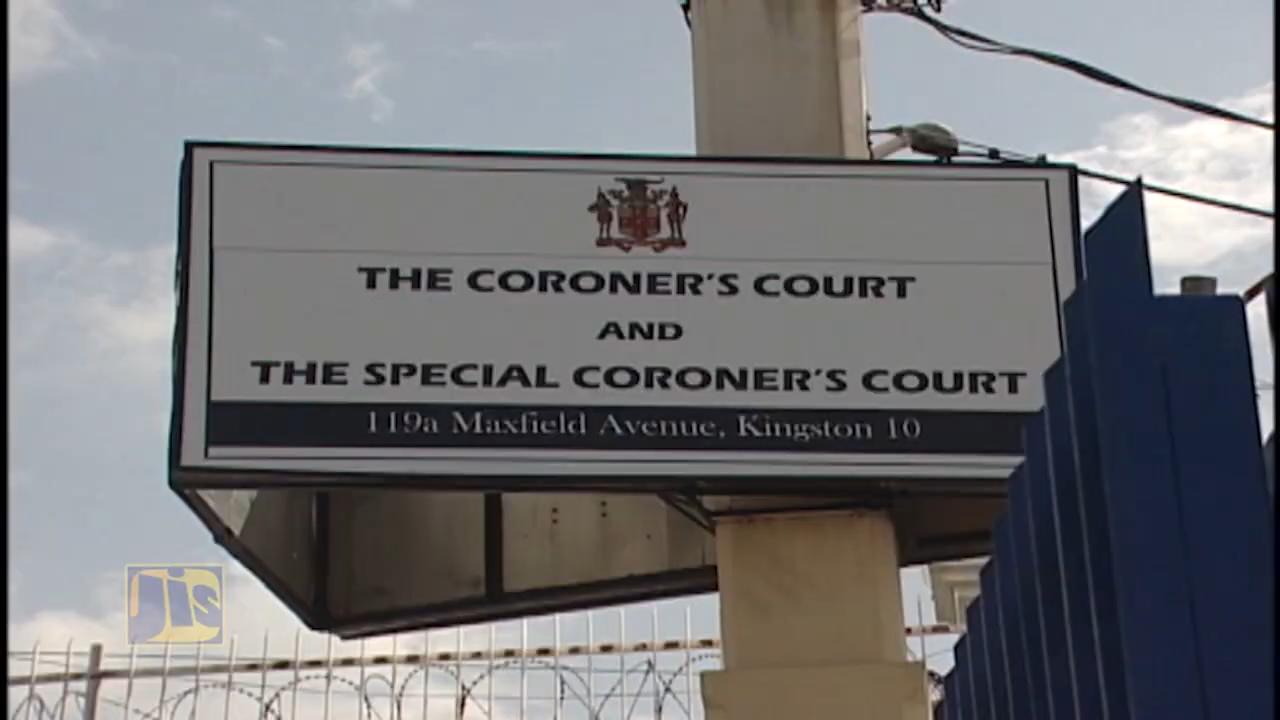 THE CORONER'S COURT
AND
THE SPECIAL CORONER'S COURT
119a Maxfield Avenue, Kingston 10
JIS